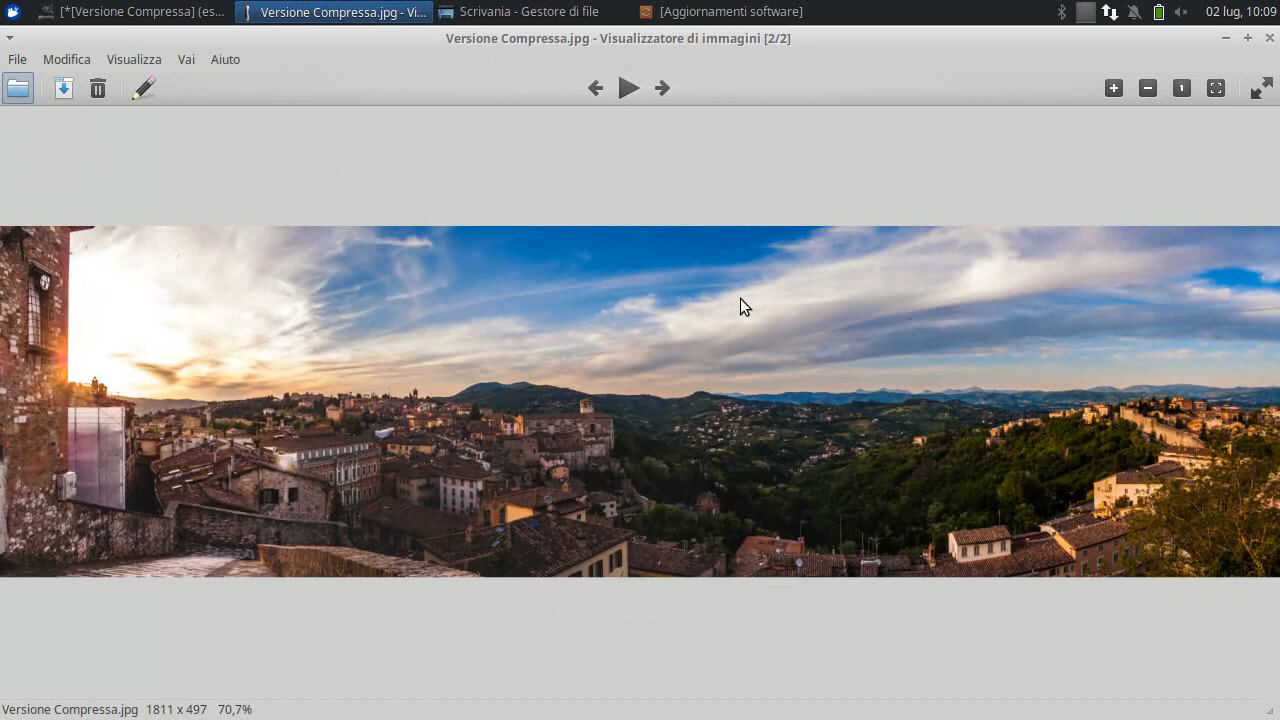 [*[Versione Compressa] (es... Versione Compressa.jpg - Vi... Scrivania - Gestore di file [Aggiornamenti software] 02 lug, 10:09
Versione Compressa.jpg - Visualizzatore di immagini [2/2]
File Modifica Visualizza Vai Aiuto
1
Versione Compressa.jpg 1811 x 497 70,7%